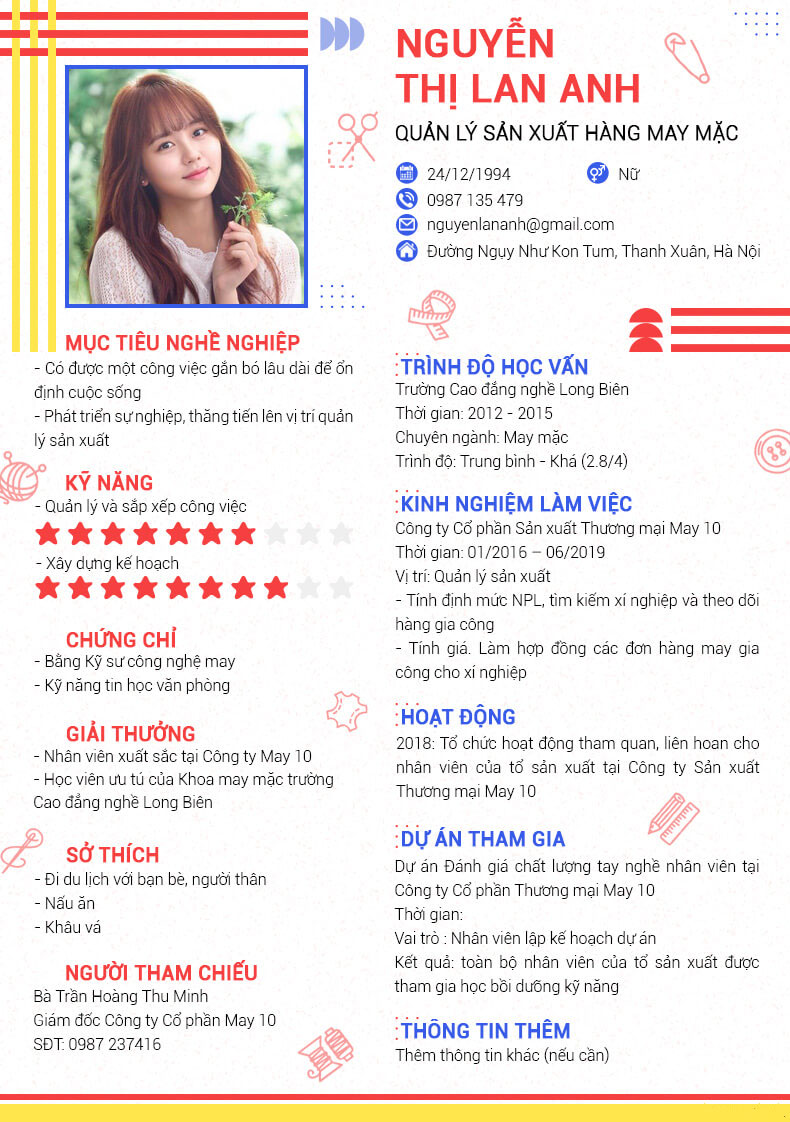 NGUYỄN
THỊ LAN ANH
QUẢN LÝ SẢN XUẤT HÀNG MAY MẶC
24/12/1994
Nữ
0987 135 479
nguyenlananh@gmail.com
Đường Ngụy Như Kon Tum, Thanh Xuân, Hà Nội
MỤC TIÊU NGHỀ NGHIỆP
- Có được một công việc gắn bó lâu dài để ổn
định cuộc sống
- Phát triển sự nghiệp, thăng tiến lên vị trí quản
lý sản xuất
KỸ NĂNG
- Quản lý và sắp xếp công việc
- Xây dựng kế hoạch
CHỨNG CHỈ
- Bằng Kỹ sư công nghệ may
- Kỹ năng tin học văn phòng
GIẢI THƯỞNG
- Nhân viên xuất sắc tại Công ty May 10
- Học viên ưu tú của Khoa may mặc trường
Cao đẳng nghề Long Biên
SỞ THÍCH
- Đi du lịch với bạn bè, người thân
- Nấu ăn
- Khâu vá
NGƯỜI THAM CHIẾU
Bà Trần Hoàng Thu Minh
Giám đốc Công ty Cổ phần May 10
SĐT: 0987 237416
TRÌNH ĐỘ HỌC VẤN
Trường Cao đẳng nghề Long Biên
Thời gian: 2012 - 2015
Chuyên ngành: May mặc
Trình độ: Trung bình - Khá (2.8/4)
KINH NGHIỆM LÀM VIỆC
Công ty Cổ phần Sản xuất Thương mại May 10
Thời gian: 01/2016 – 06/2019
Vị trí: Quản lý sản xuất
- Tính định mức NPL, tìm kiếm xí nghiệp và theo dõi
hàng gia công
- Tính giá. Làm hợp đồng các đơn hàng may gia
công cho xí nghiệp
HOẠT ĐỘNG
2018: Tổ chức hoạt động tham quan, liên hoan cho
nhân viên của tổ sản xuất tại Công ty Sản xuất
Thương mại May 10
DỰ ÁN THAM GIA
Dự án Đánh giá chất lượng tay nghề nhân viên tại
Công ty Cổ phần Thương mại May 10
Thời gian:
Vai trò : Nhân viên lập kế hoạch dự án
Kết quả: toàn bộ nhân viên của tổ sản xuất được
tham gia học bồi dưỡng kỹ năng
THÔNG TIN THÊM
Thêm thông tin khác (nếu cần)